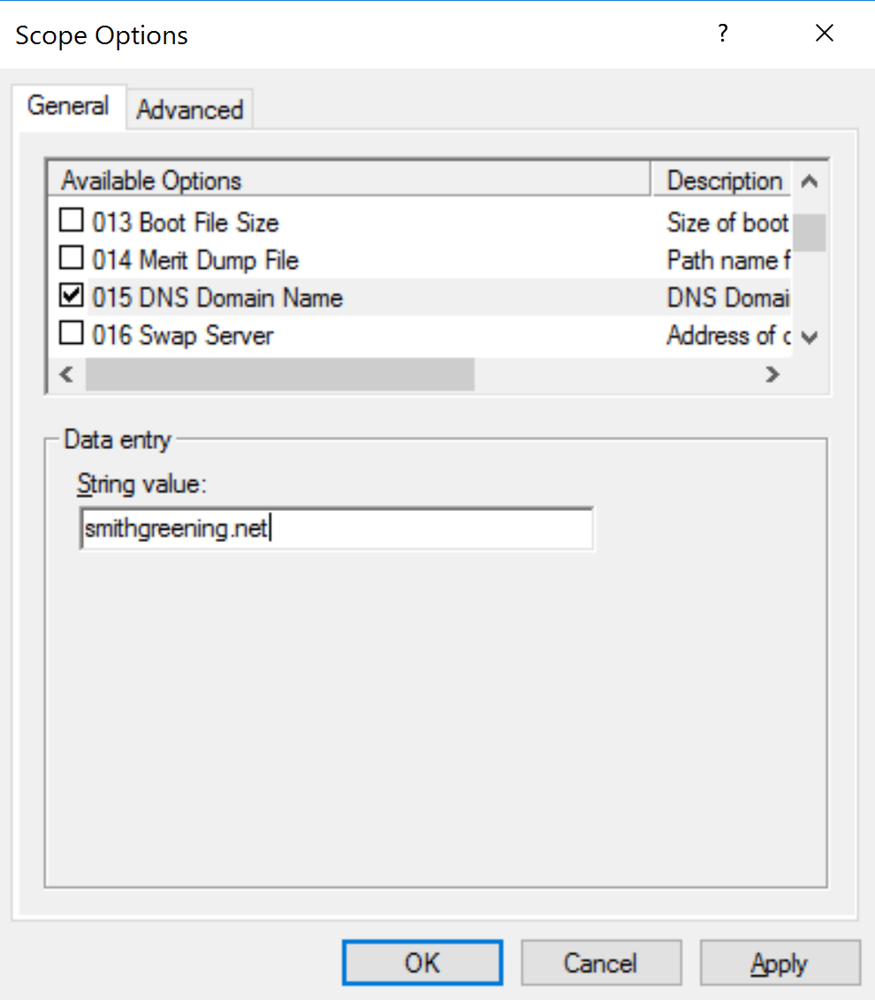 Scope Options ?
General Advanced
Available Options Description
013 Boot File Size Size of boot
014 Merit Dump File Path name f
015 DNS Domain Name DNS Domai
016 Swap Server Address of c
Data entry
String value:
smithgreening.net
OK Cancel Apply